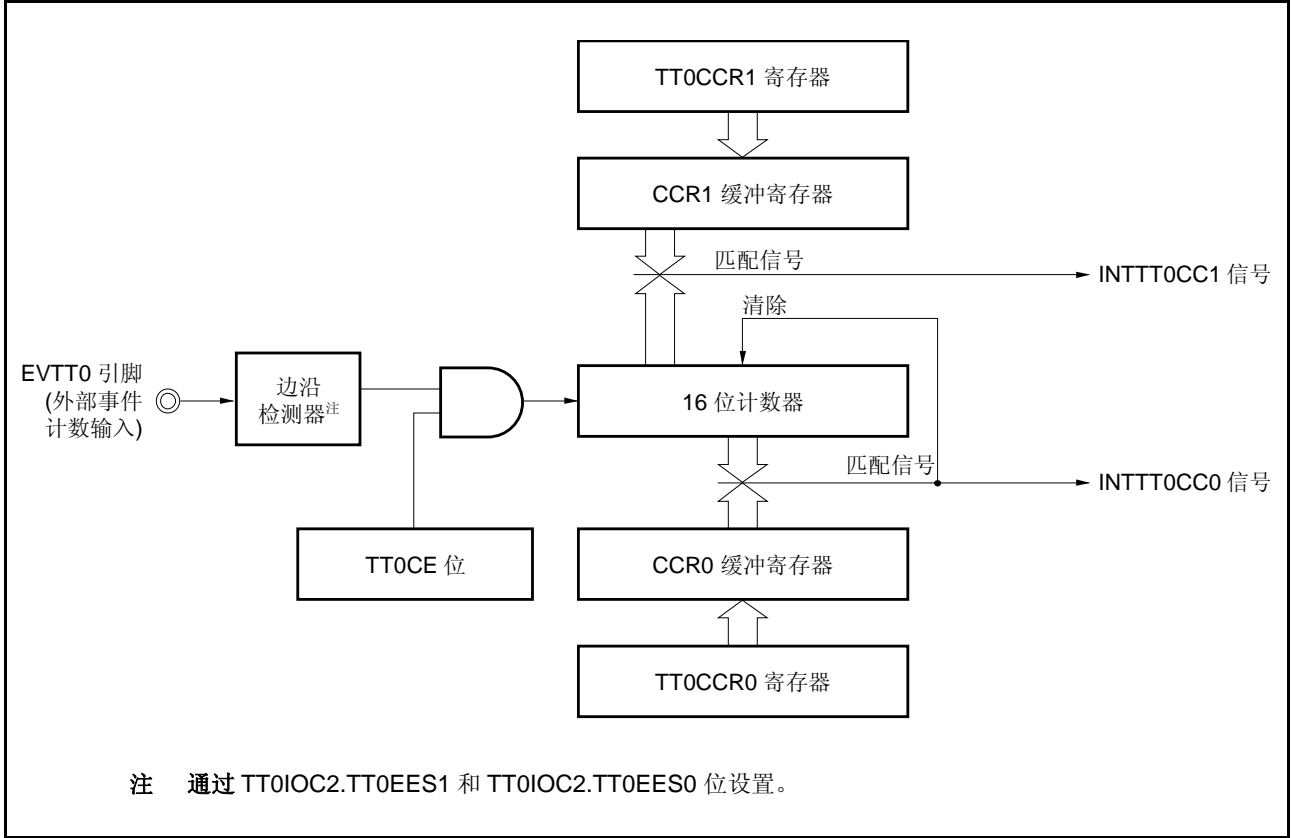 TT0CCR1 寄存器
CCR1 缓冲寄存器
匹配信号
INTTT0CC1 信号
清除
EVTT0 引脚
(外部事件
计数输入)
边沿
检测器注
16 位计数器
匹配信号
INTTT0CC0 信号
TT0CE 位
CCR0 缓冲寄存器
TT0CCR0 寄存器
注 通过 TT0IOC2.TT0EES1 和 TT0IOC2.TT0EES0 位设置。